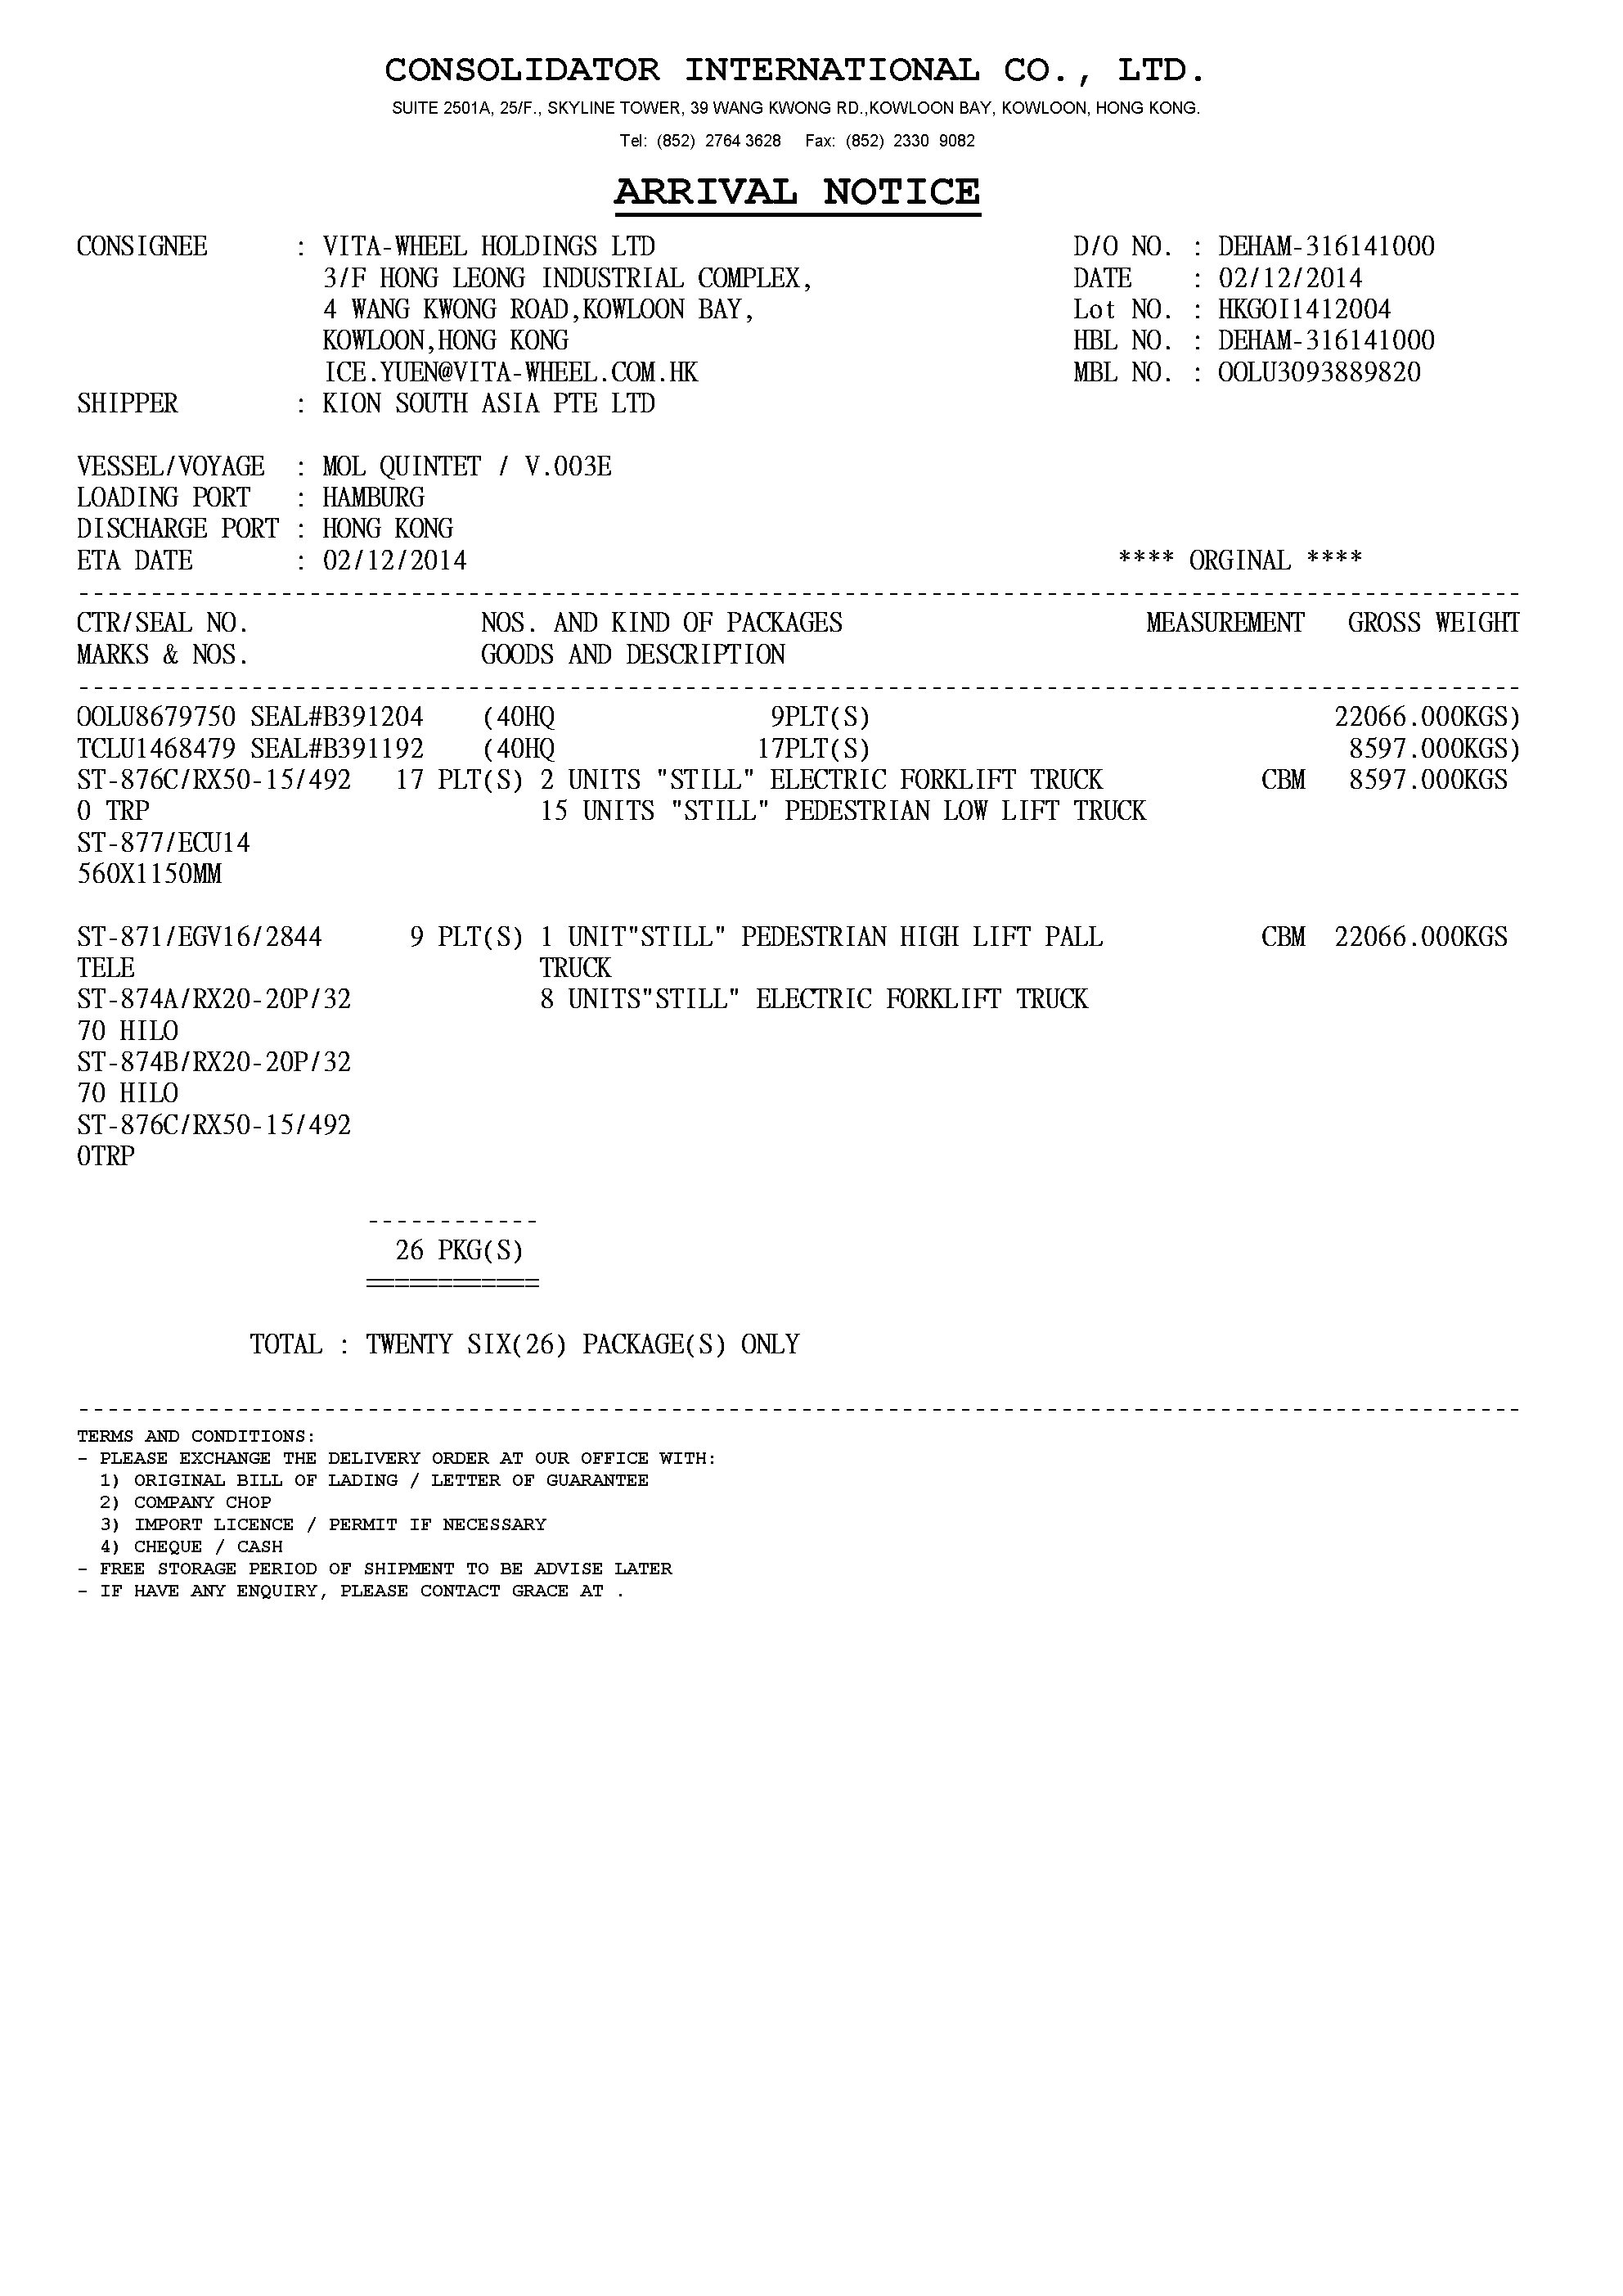 CONSOLIDATOR INTERNATIONAL CO., LTD.
SUITE 2501A, 25/F., SKYLINE TOWER, 39 WANG KWONG RD.,KOWLOON BAY, KOWLOON, HONG KONG.
Tel: (852) 2764 3628 Fax: (852) 2330 9082
ARRIVAL NOTICE
CONSIGNEE : VITA-WHEEL HOLDINGS LTD D/O NO. : DEHAM-316141000
3/F HONG LEONG INDUSTRIAL COMPLEX, DATE : 02/12/2014
4 WANG KWONG ROAD,KOWLOON BAY, Lot NO. : HKGOI1412004
KOWLOON,HONG KONG HBL NO. : DEHAM-316141000
ICE.YUEN@VITA-WHEEL.COM.HK MBL NO. : OOLU3093889820
SHIPPER : KION SOUTH ASIA PTE LTD
VESSEL/VOYAGE : MOL QUINTET / V.003E
LOADING PORT : HAMBURG
DISCHARGE PORT : HONG KONG
ETA DATE : 02/12/2014 **** ORGINAL ****
CTR/SEAL NO. NOS. AND KIND OF PACKAGES MEASUREMENT GROSS WEIGHT
MARKS & NOS. GOODS AND DESCRIPTION
OOLU8679750 SEAL#B391204 (40HQ 9PLT(S) 22066.000KGS)
TCLU1468479 SEAL#B391192 (40HQ 17PLT(S) 8597.000KGS)
ST-876C/RX50-15/492 17 PLT(S) 2 UNITS "STILL" ELECTRIC FORKLIFT TRUCK CBM 8597.000KGS
0 TRP 15 UNITS "STILL" PEDESTRIAN LOW LIFT TRUCK
ST-877/ECU14
560X1150MM
ST-871/EGV16/2844 9 PLT(S) 1 UNIT"STILL" PEDESTRIAN HIGH LIFT PALL CBM 22066.000KGS
TELE TRUCK
ST-874A/RX20-20P/32 8 UNITS"STILL" ELECTRIC FORKLIFT TRUCK
70 HILO
ST-874B/RX20-20P/32
70 HILO
ST-876C/RX50-15/492
0TRP
------------
26 PKG(S)
============
TOTAL : TWENTY SIX(26) PACKAGE(S) ONLY
TERMS AND CONDITIONS:
- PLEASE EXCHANGE THE DELIVERY ORDER AT OUR OFFICE WITH:
1) ORIGINAL BILL OF LADING / LETTER OF GUARANTEE
2) COMPANY CHOP
3) IMPORT LICENCE / PERMIT IF NECESSARY
4) CHEQUE / CASH
- FREE STORAGE PERIOD OF SHIPMENT TO BE ADVISE LATER
- IF HAVE ANY ENQUIRY, PLEASE CONTACT GRACE AT .